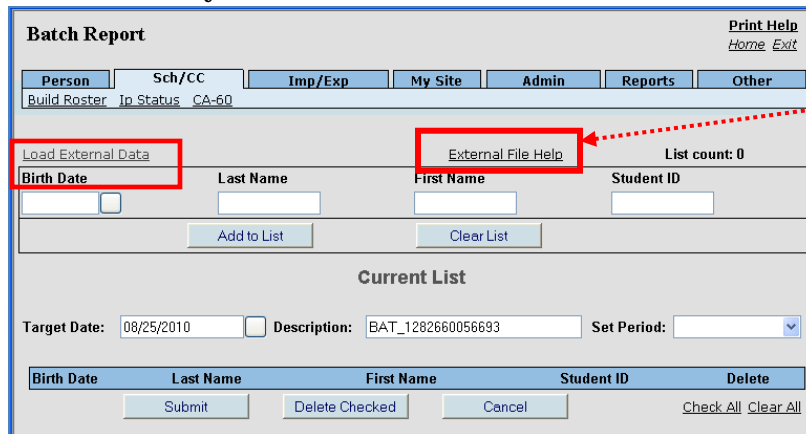 Batch Report Print Help
Home Exit
Person Sch/CC Imp/Exp My Site Admin Reports Other
Build Roster Ip Status CA-60
Load External Data External File Help List count: 0
Birth Date Last Name First Name Student ID
Add to List Clear List
Current List
Target Date: 08/25/2010 Description: BAT_1282660056693 Set Period:
Birth Date Last Name First Name Student ID Delete
Submit Delete Checked Cancel Check All Clear All